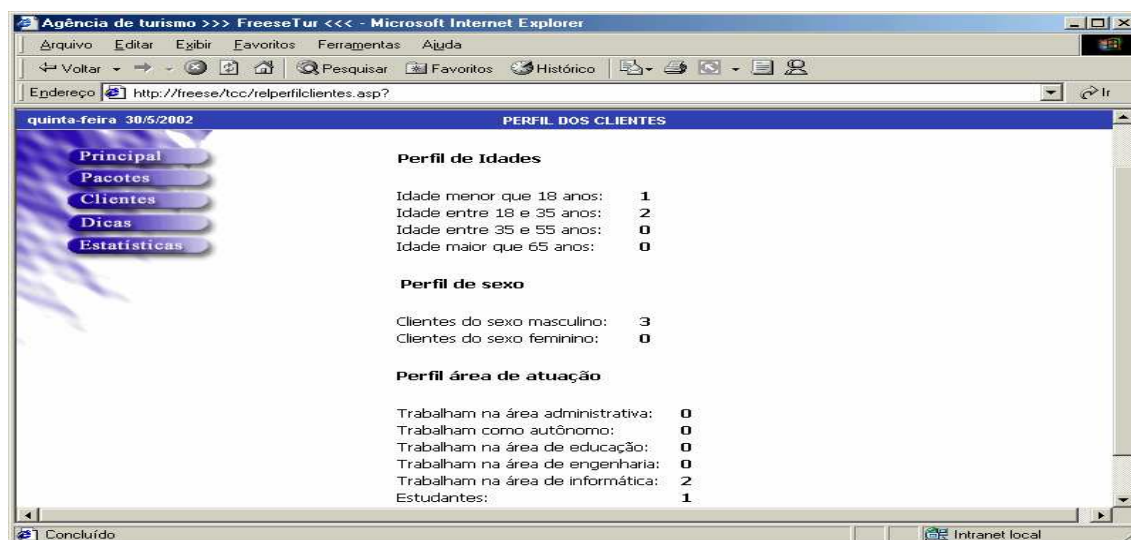 Agência de turismo >>> FreeseTur <<< - Microsoft Internet Explorer
Arquivo Editar Exibir Favoritos Ferramentas Ajuda
Voltar Pesquisar Favoritos Histórico
Endereço http://freese/tcc/relperfilclientes.asp? Ir
quinta-feira 30/5/2002 PERFIL DOS CLIENTES
Principal
Pacotes
Clientes
Dicas
Estatísticas
Perfil de Idades
Idade menor que 18 anos: 1
Idade entre 18 e 35 anos: 2
Idade entre 35 e 55 anos: 0
Idade maior que 65 anos: 0
Perfil de sexo
Clientes do sexo masculino: 3
Clientes do sexo feminino: 0
Perfil área de atuação
Trabalham na área administrativa: 0
Trabalham como autônomo: 0
Trabalham na área de educação: 0
Trabalham na área de engenharia: 0
Trabalham na área de informática: 2
Estudantes: 1
Concluído Intranet local